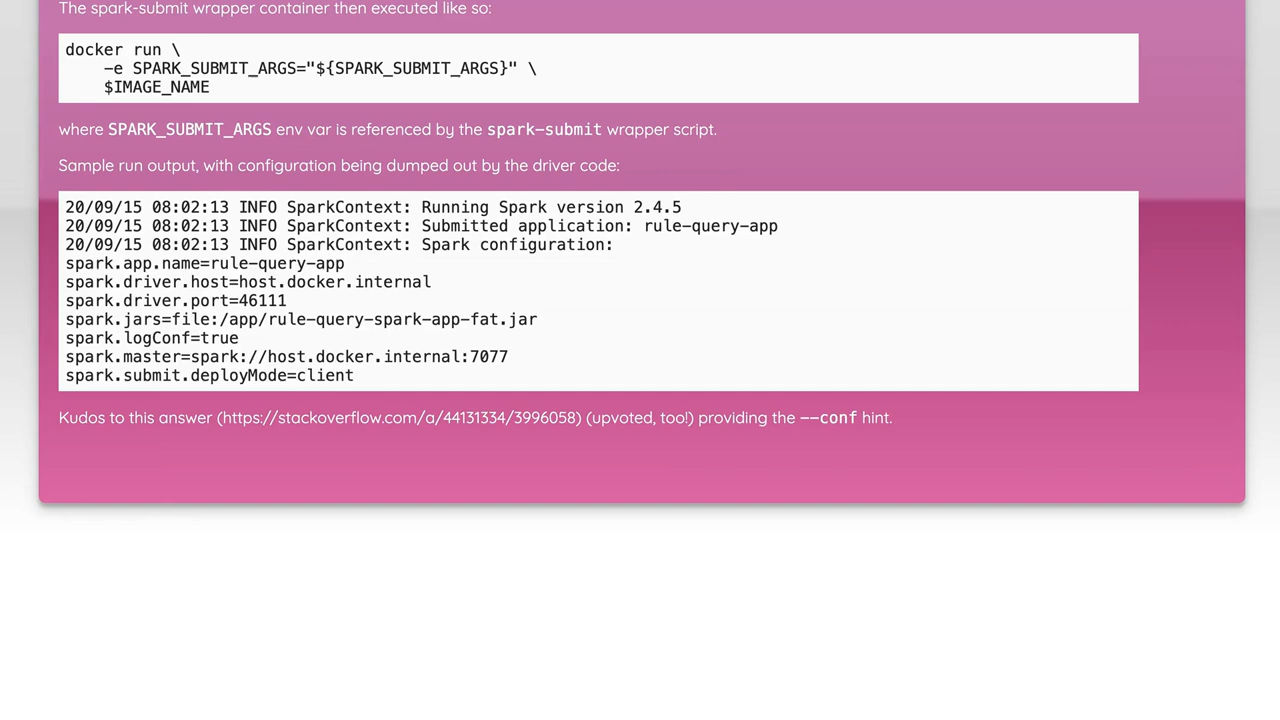 The spark-submit wrapper container then executed like so:
docker run \
    -e SPARK_SUBMIT_ARGS="${SPARK_SUBMIT_ARGS}" \
    $IMAGE_NAME
where SPARK_SUBMIT_ARGS env var is referenced by the spark-submit wrapper script.
Sample run output, with configuration being dumped out by the driver code:
20/09/15 08:02:13 INFO SparkContext: Running Spark version 2.4.5
20/09/15 08:02:13 INFO SparkContext: Submitted application: rule-query-app
20/09/15 08:02:13 INFO SparkContext: Spark configuration:
spark.app.name=rule-query-app
spark.driver.host=host.docker.internal
spark.driver.port=46111
spark.jars=file:/app/rule-query-spark-app-fat.jar
spark.logConf=true
spark.master=spark://host.docker.internal:7077
spark.submit.deployMode=client
Kudos to this answer (https://stackoverflow.com/a/44131334/3996058) (upvoted, too!) providing the --conf hint.